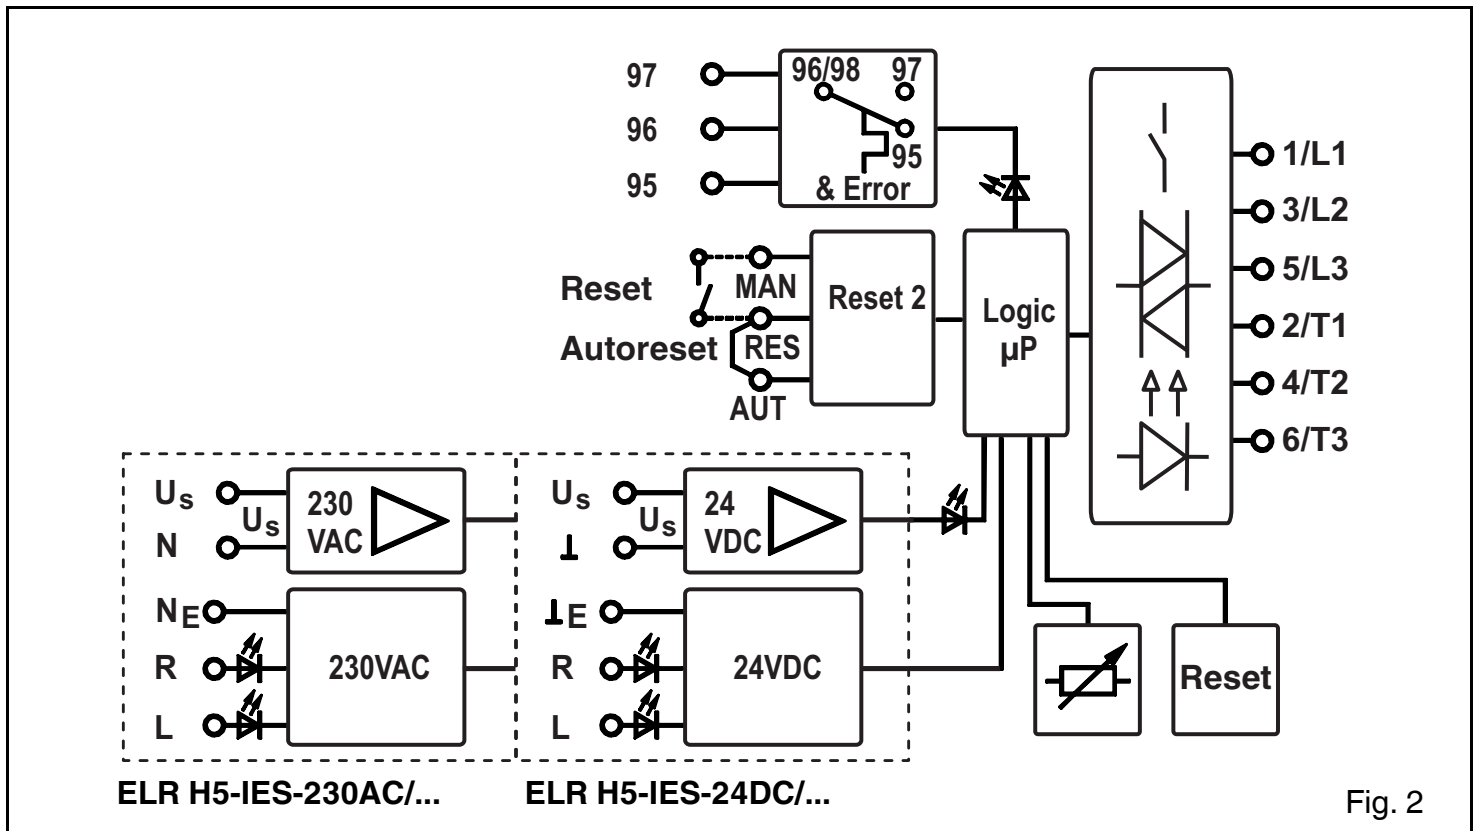 97
96
95
96/98 97
95
& Error
Reset
Autoreset
MAN
RES
AUT
Reset 2
Logic
µP
1/L1
3/L2
5/L3
2/T1
4/T2
6/T3
Us
Us
N
230
VAC
NE
R
L
230VAC
Us
Us
⊥
24
VDC
⊥E
R
L
24VDC
Reset
ELR H5-IES-230AC/...
ELR H5-IES-24DC/...
Fig. 2